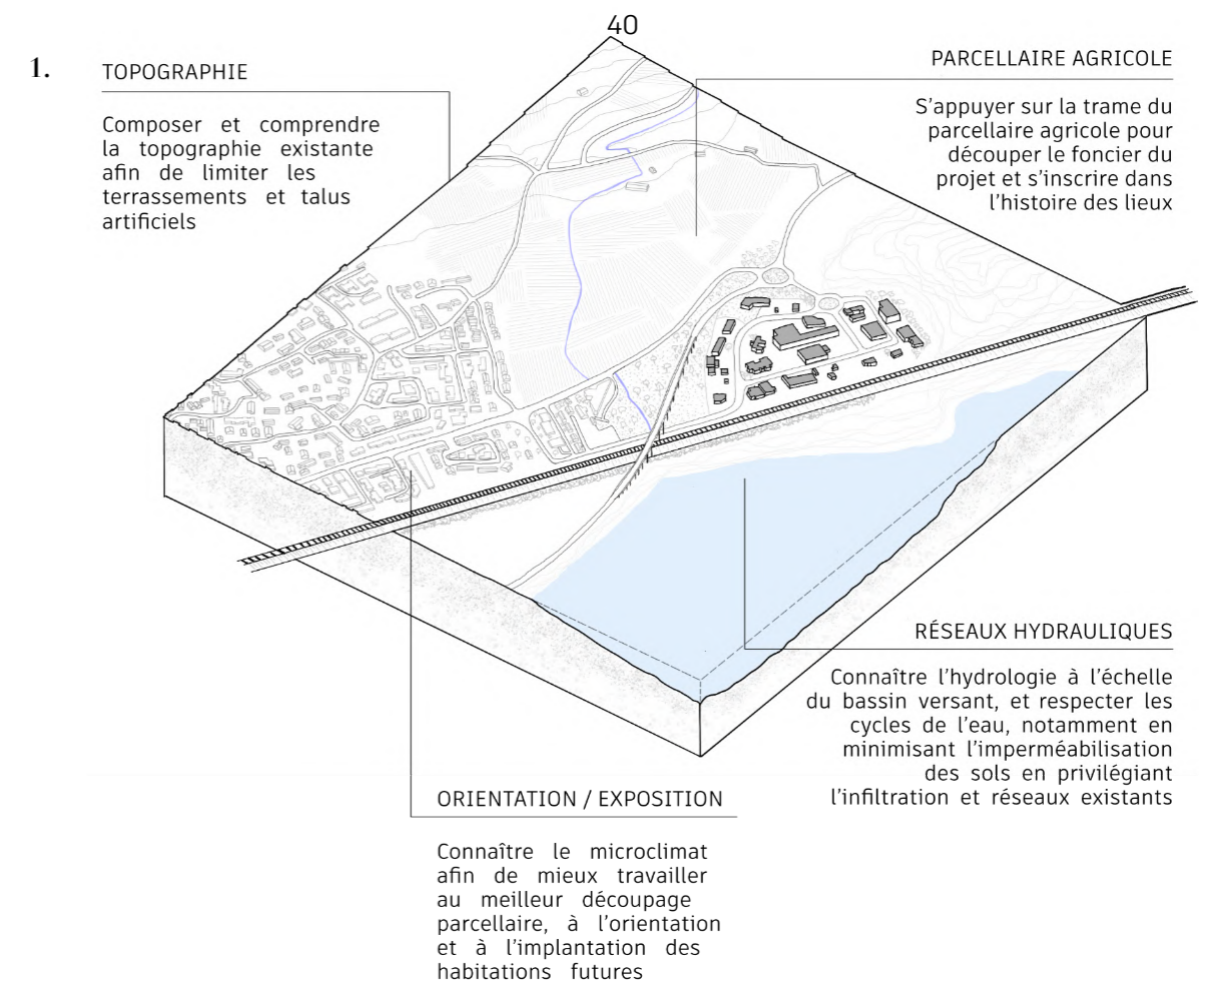 40
1.
TOPOGRAPHIE
Composer et comprendre
la topographie existante
afin de limiter les
terrassements et talus
artificiels
PARCELLAIRE AGRICOLE
S'appuyer sur la trame du
parcellaire agricole pour
découper le foncier du
projet et s'inscrire dans
l'histoire des lieux
RÉSEAUX HYDRAULIQUES
Connaître l'hydrologie à l'échelle
du bassin versant, et respecter les
cycles de l'eau, notamment en
minimisant l'imperméabilisation
des sols en privilégiant
l'infiltration et réseaux existants
ORIENTATION / EXPOSITION
Connaître le microclimat
afin de mieux travailler
au meilleur découpage
parcellaire, à l'orientation
et à l'implantation des
habitations futures